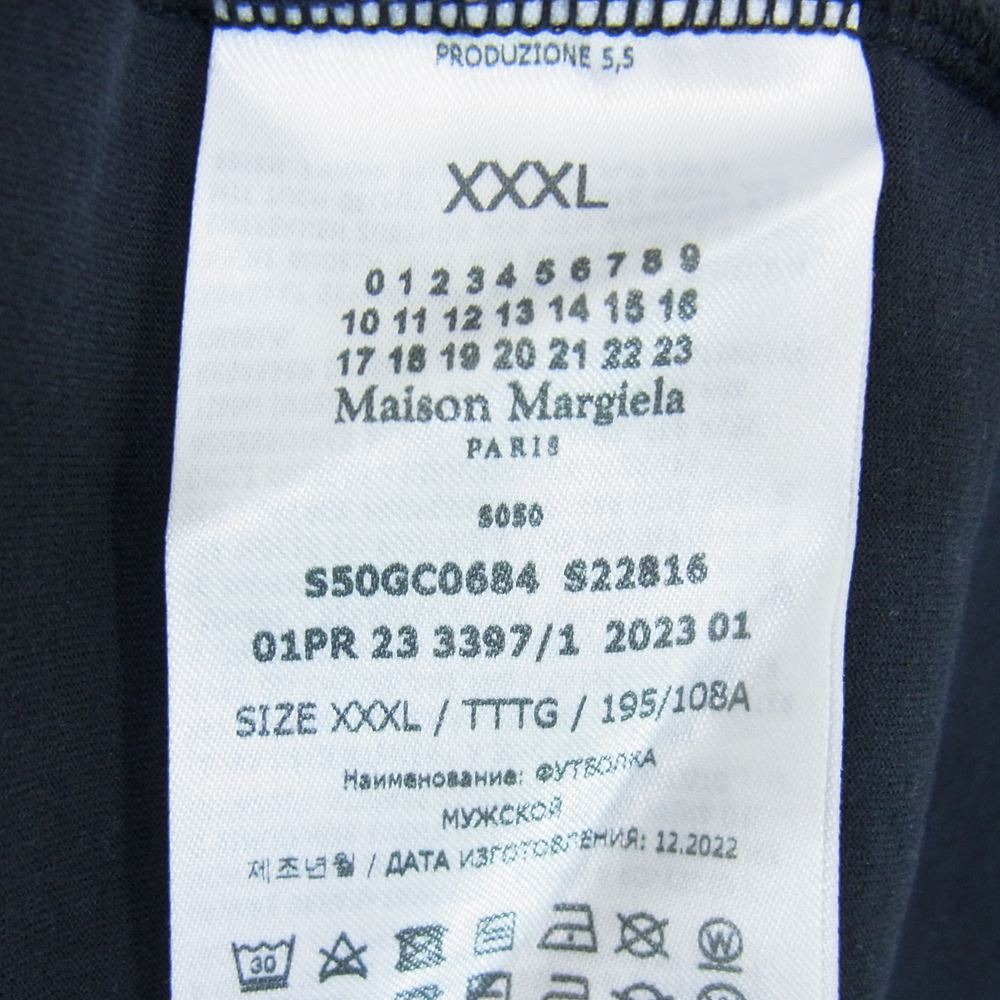 PRODUZIONE 5,5
XXXL
0 1 2 3 4 5 6 7 8 9
10 11 12 13 14 15 16
17 18 19 20 21 22 23
Maison Margiela
PARIS
S050
S50GC0684 S22816
01PR 23 3397/1 2023 01
SIZE XXXL / TTTG / 195/108A
Наименование: ФУТБОЛКА
МУЖСКОЙ
제조년월 / ДАТА ИЗГОТОВЛЕНИЯ: 12.2022
30
W